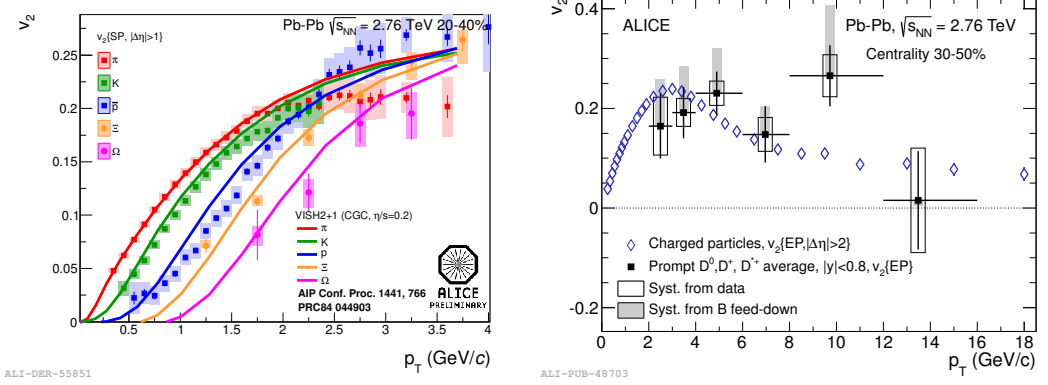 v₂
Pb-Pb √sNN = 2.76 TeV 20-40%
v₂{SP, |Δη|>1}
π
K
p̅
Ξ
Ω
0.25
0.2
0.15
0.1
0.05
0
VISH2+1 (CGC, η/s=0.2)
π
K
p
Ξ
Ω
AIP Conf. Proc. 1441, 766
PRC84 044903
ALICE
PRELIMINARY
0.5 1 1.5 2 2.5 3 3.5 4
pT (GeV/c)
ALI-DER-55851
v₂
0.4
0.2
0
-0.2
ALICE
Pb-Pb, √sNN = 2.76 TeV
Centrality 30-50%
Charged particles, v₂{EP,|Δη|>2}
Prompt D⁰,D⁺, D*⁺ average, |y|<0.8, v₂{EP}
Syst. from data
Syst. from B feed-down
0 2 4 6 8 10 12 14 16 18
pT (GeV/c)
ALI-PUB-48703